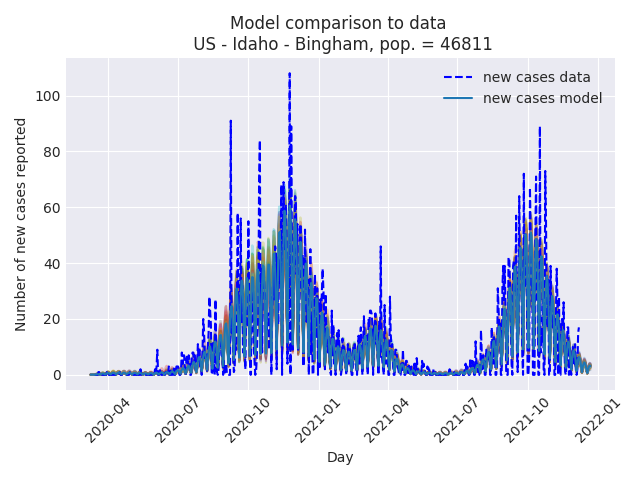 Model comparison to data
US - Idaho - Bingham, pop. = 46811
new cases data
new cases model
Number of new cases reported
100
80
60
40
20
0
2020-04
2020-07
2020-10
2021-01
2021-04
2021-07
2021-10
2022-01
Day